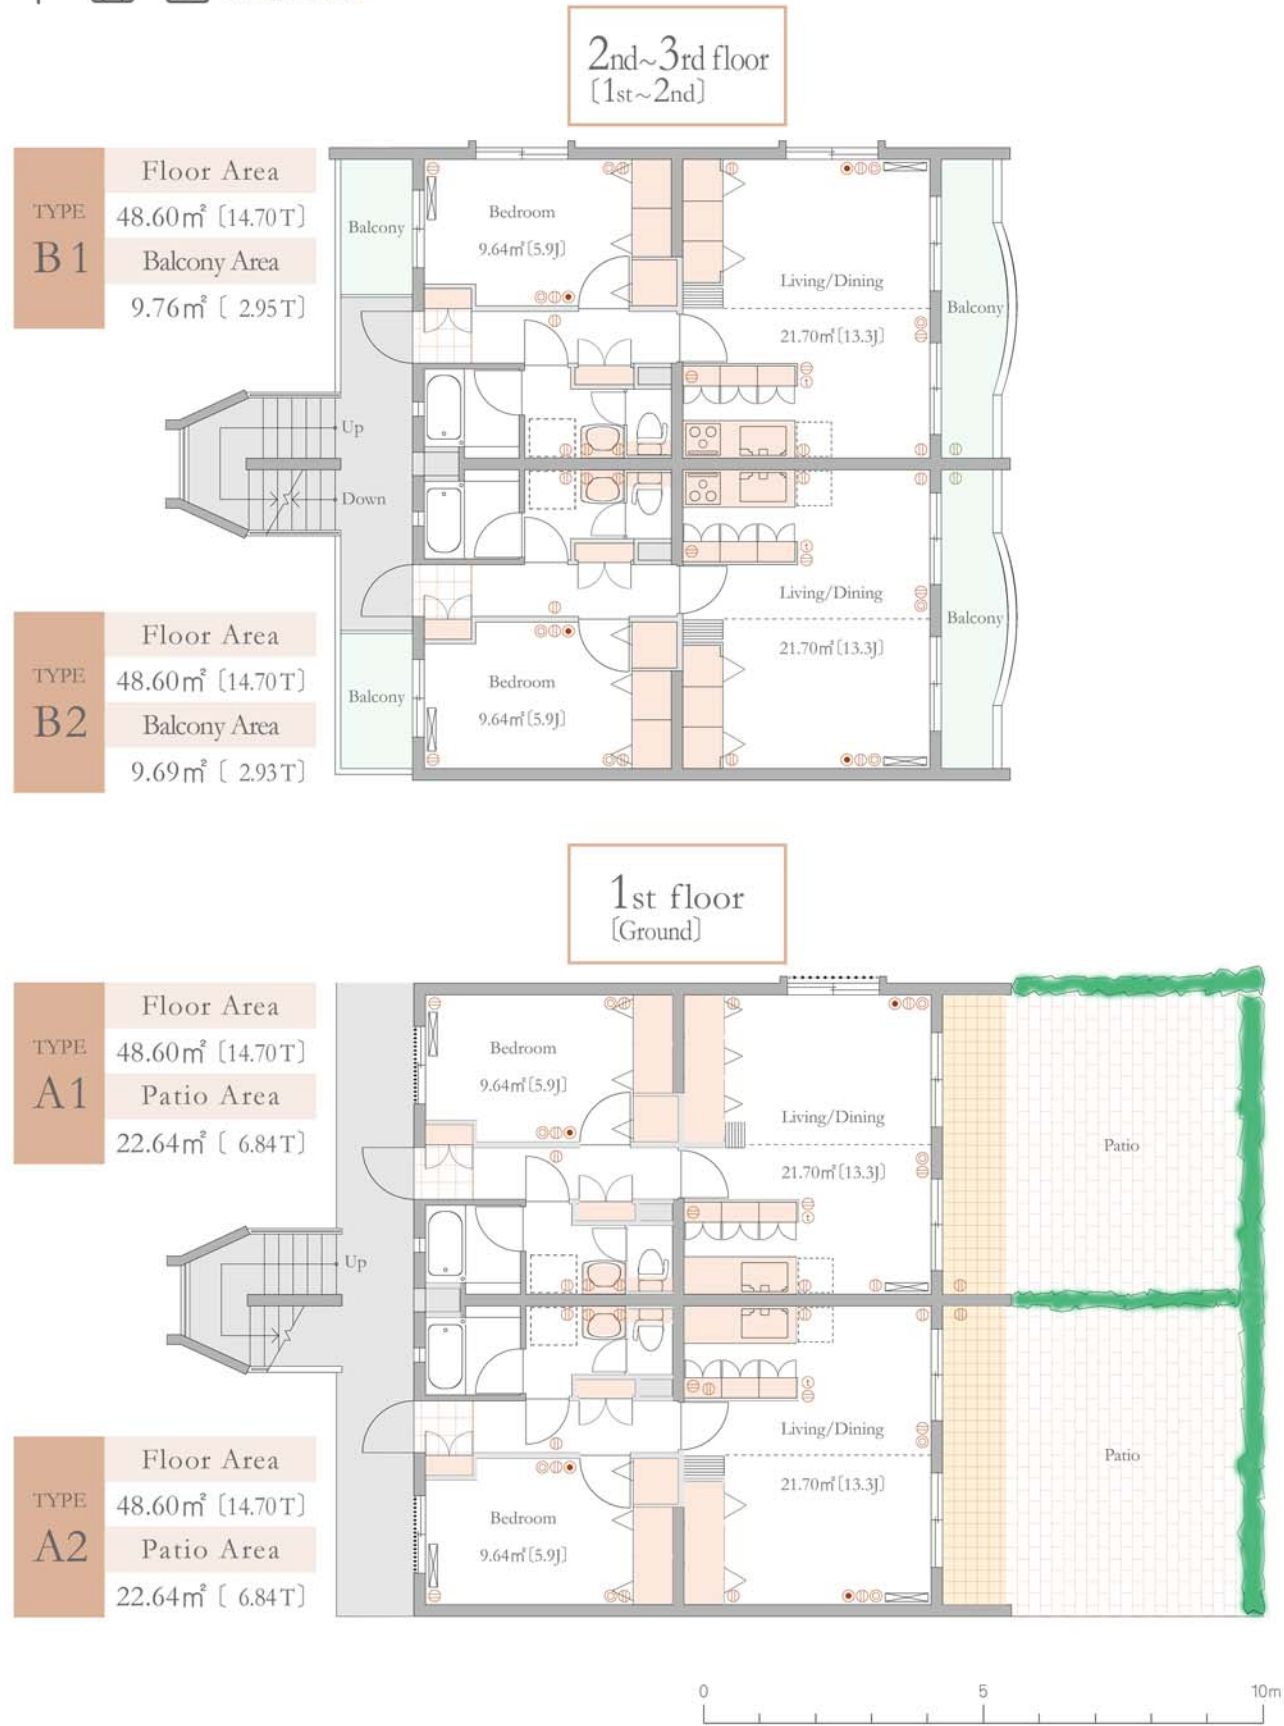 2nd~3rd floor
〔1st~2nd〕
TYPE
B1
Floor Area
48.60㎡〔14.70T〕
Balcony Area
9.76㎡〔 2.95T〕
Balcony
Bedroom
9.64㎡〔5.9J〕
Living/Dining
21.70㎡〔13.3J〕
Balcony
Up
Down
TYPE
B2
Floor Area
48.60㎡〔14.70T〕
Balcony Area
9.69㎡〔 2.93T〕
Balcony
Bedroom
9.64㎡〔5.9J〕
Living/Dining
21.70㎡〔13.3J〕
Balcony
1st floor
〔Ground〕
TYPE
A1
Floor Area
48.60㎡〔14.70T〕
Patio Area
22.64㎡〔 6.84T〕
Bedroom
9.64㎡〔5.9J〕
Living/Dining
21.70㎡〔13.3J〕
Patio
Up
TYPE
A2
Floor Area
48.60㎡〔14.70T〕
Patio Area
22.64㎡〔 6.84T〕
Bedroom
9.64㎡〔5.9J〕
Living/Dining
21.70㎡〔13.3J〕
Patio
0 5 10m